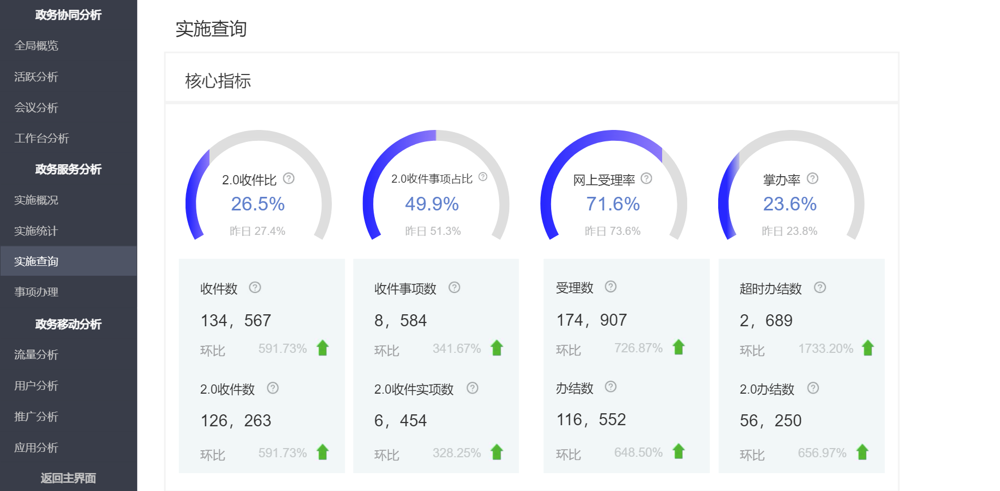 政务协同分析
全局概览
活跃分析
会议分析
工作台分析
政务服务分析
实施概况
实施统计
实施查询
事项办理
政务移动分析
流量分析
用户分析
推广分析
应用分析
返回主界面
实施查询
核心指标
2.0收件比 ?
26.5%
昨日 27.4%
2.0收件事项占比 ?
49.9%
昨日 51.3%
网上受理率 ?
71.6%
昨日 73.6%
掌办率 ?
23.6%
昨日 23.8%
收件数 ?
134，567
环比 591.73%
2.0收件数 ?
126，263
环比 591.73%
收件事项数 ?
8，584
环比 341.67%
2.0收件实项数 ?
6，454
环比 328.25%
受理数 ?
174，907
环比 726.87%
办结数 ?
116，552
环比 648.50%
超时办结数 ?
2，689
环比 1733.20%
2.0办结数 ?
56，250
环比 656.97%